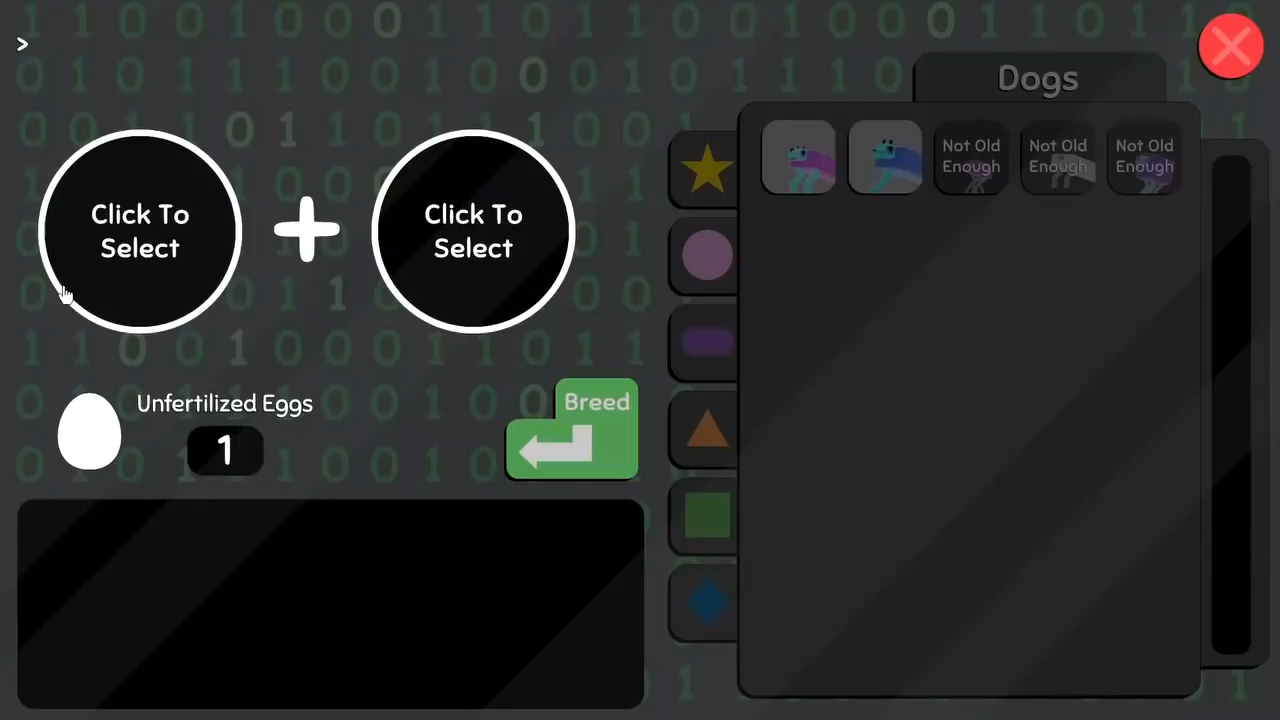 >
Dogs
Click To
Select
Click To
Select
Not Old
Enough
Not Old
Enough
Not Old
Enough
Unfertilized Eggs
1
Breed